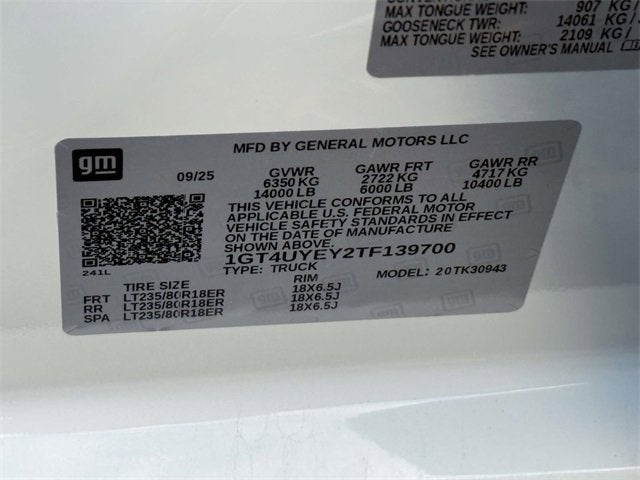 CONVENTION
MAX TONGUE WEIGHT: 907 KG /
GOOSENECK TWR: 14061 KG /
MAX TONGUE WEIGHT: 2109 KG /
SEE OWNER'S MANUAL
gm
09/25
MFD BY GENERAL MOTORS LLC
GVWR GAWR FRT GAWR RR
6350 KG 2722 KG 4717 KG
14000 LB 6000 LB 10400 LB
THIS VEHICLE CONFORMS TO ALL
APPLICABLE U.S. FEDERAL MOTOR
VEHICLE SAFETY STANDARDS IN EFFECT
ON THE DATE OF MANUFACTURE
SHOWN ABOVE.
1GT4UYEY2TF139700
TYPE: TRUCK MODEL: 20TK30943
241L
TIRE SIZE RIM
FRT LT235/80R18ER 18X6.5J
RR LT235/80R18ER 18X6.5J
SPA LT235/80R18ER 18X6.5J